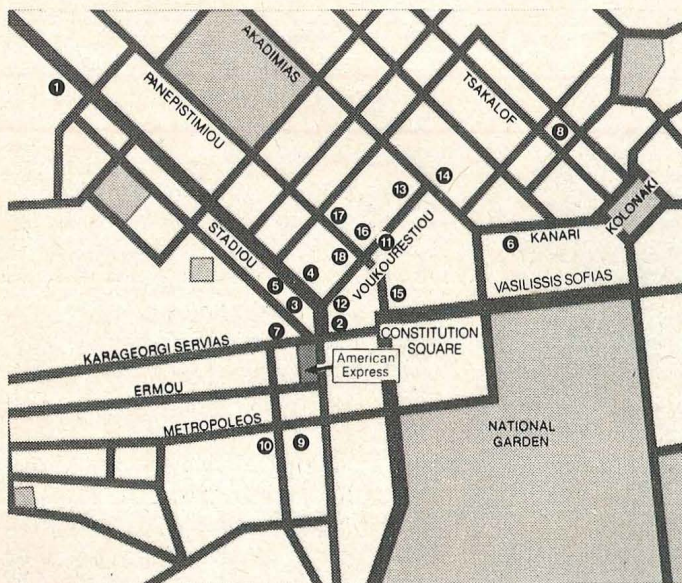 AKADIMIAS
1
PANEPISTIMIOU
TSAKALOF
8
14
13
KOLONAKI
17
16
11
STADIOU
18
VOUKOURESTIOU
6
KANARI
4
5
3
12
15
VASILISSIS SOFIAS
2
7
CONSTITUTION
SQUARE
KARAGEORGI SERVIAS
American
Express
ERMOU
METROPOLEOS
NATIONAL
GARDEN
10
9